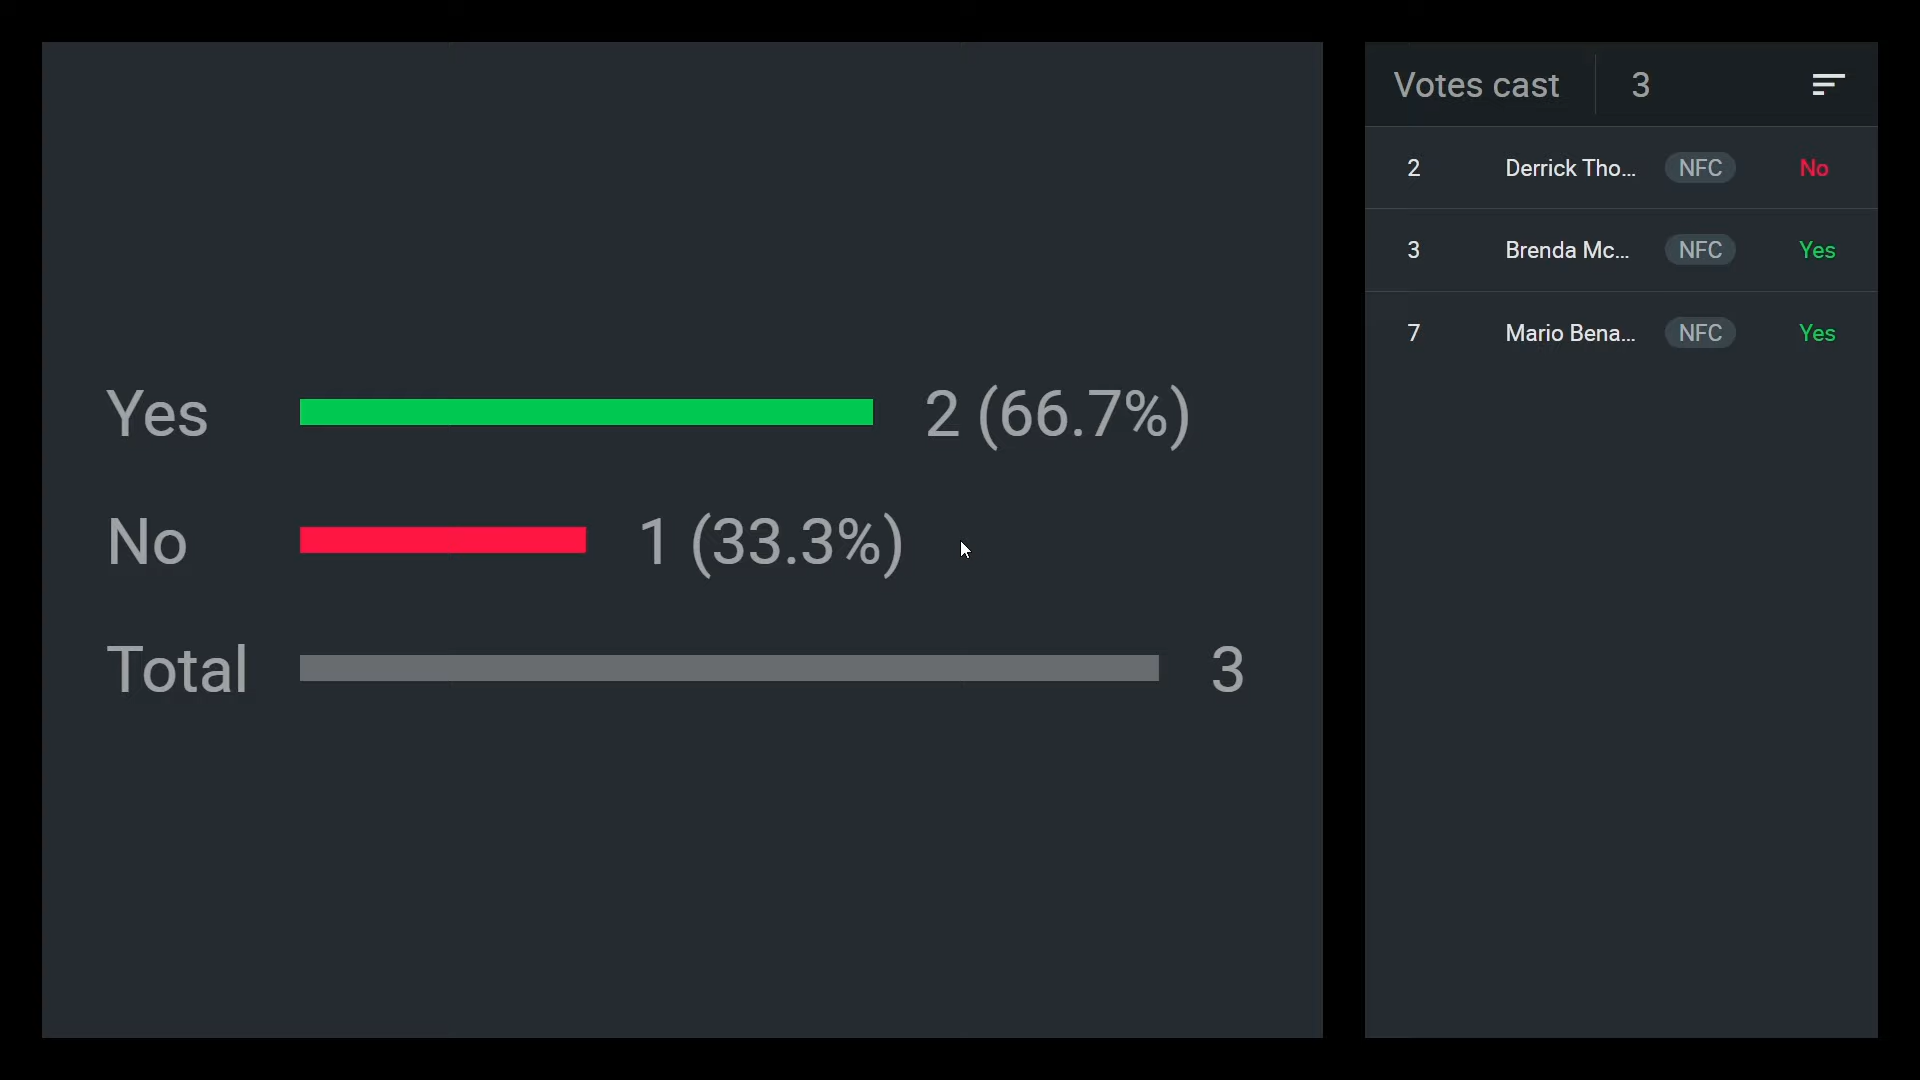 Yes 2 (66.7%)
No 1 (33.3%)
Total 3
Votes cast 3
2 Derrick Tho... NFC No
3 Brenda Mc... NFC Yes
7 Mario Bena... NFC Yes